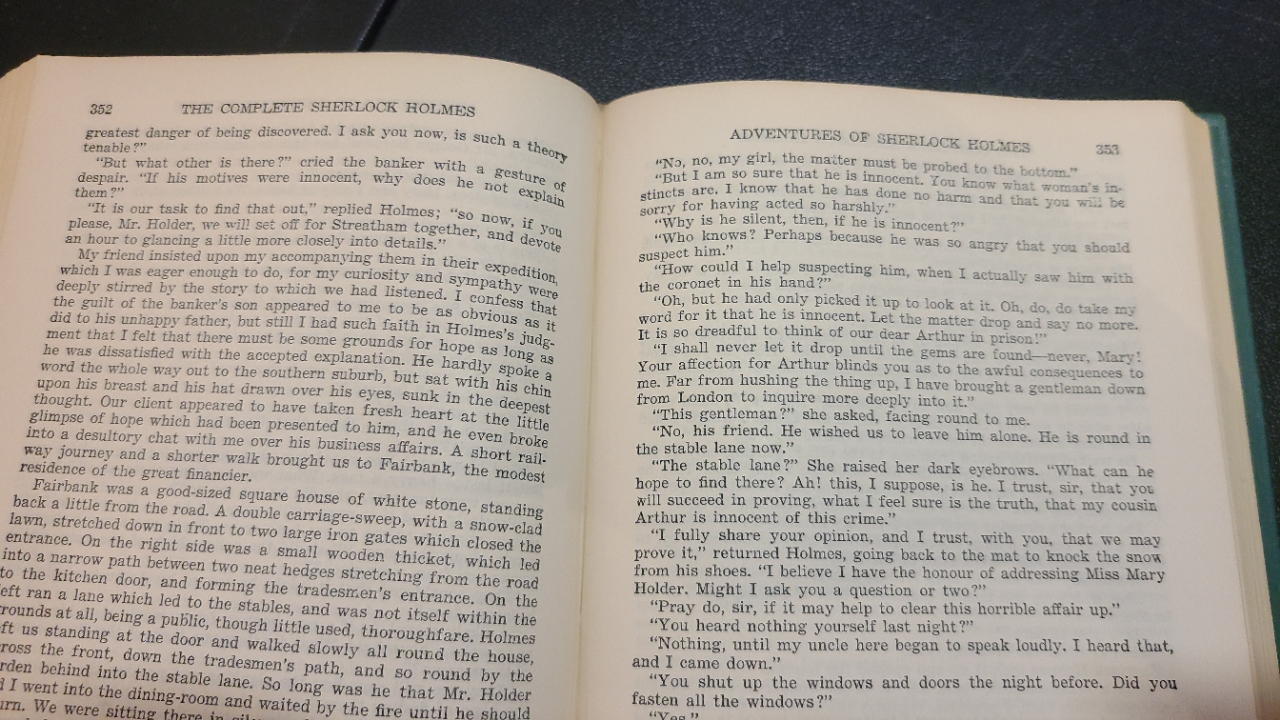 352 THE COMPLETE SHERLOCK HOLMES
greatest danger of being discovered. I ask you now, is such a theory
tenable?”
“But what other is there?” cried the banker with a gesture of
despair. “If his motives were innocent, why does he not explain
them?”
“It is our task to find that out,” replied Holmes; “so now, if you
please, Mr. Holder, we will set off for Streatham together, and devote
an hour to glancing a little more closely into details.”
My friend insisted upon my accompanying them in their expedition,
which I was eager enough to do, for my curiosity and sympathy were
deeply stirred by the story to which we had listened. I confess that
the guilt of the banker’s son appeared to me to be as obvious as it
did to his unhappy father, but still I had such faith in Holmes’s judg-
ment that I felt that there must be some grounds for hope as long as
he was dissatisfied with the accepted explanation. He hardly spoke a
word the whole way out to the southern suburb, but sat with his chin
upon his breast and his hat drawn over his eyes, sunk in the deepest
thought. Our client appeared to have taken fresh heart at the little
glimpse of hope which had been presented to him, and he even broke
into a desultory chat with me over his business affairs. A short rail-
way journey and a shorter walk brought us to Fairbank, the modest
residence of the great financier.
Fairbank was a good-sized square house of white stone, standing
back a little from the road. A double carriage-sweep, with a snow-clad
lawn, stretched down in front to two large iron gates which closed the
entrance. On the right side was a small wooden thicket, which led
into a narrow path between two neat hedges stretching from the road
to the kitchen door, and forming the tradesmen’s entrance. On the
eft ran a lane which led to the stables, and was not itself within the
rounds at all, being a public, though little used, thoroughfare. Holmes
ft us standing at the door and walked slowly all round the house,
ross the front, down the tradesmen’s path, and so round by the
rden behind into the stable lane. So long was he that Mr. Holder
I went into the dining-room and waited by the fire until he should
urn. We were sitting there in
ADVENTURES OF SHERLOCK HOLMES 353
“No, no, my girl, the matter must be probed to the bottom.”
“But I am so sure that he is innocent. You know what woman’s in-
stincts are. I know that he has done no harm and that you will be
sorry for having acted so harshly.”
“Why is he silent, then, if he is innocent?”
“Who knows? Perhaps because he was so angry that you should
suspect him.”
“How could I help suspecting him, when I actually saw him with
the coronet in his hand?”
“Oh, but he had only picked it up to look at it. Oh, do, do take my
word for it that he is innocent. Let the matter drop and say no more.
It is so dreadful to think of our dear Arthur in prison!”
“I shall never let it drop until the gems are found—never, Mary!
Your affection for Arthur blinds you as to the awful consequences to
me. Far from hushing the thing up, I have brought a gentleman down
from London to inquire more deeply into it.”
“This gentleman?” she asked, facing round to me.
“No, his friend. He wished us to leave him alone. He is round in
the stable lane now.”
“The stable lane?” She raised her dark eyebrows. “What can he
hope to find there? Ah! this, I suppose, is he. I trust, sir, that you
will succeed in proving, what I feel sure is the truth, that my cousin
Arthur is innocent of this crime.”
“I fully share your opinion, and I trust, with you, that we may
prove it,” returned Holmes, going back to the mat to knock the snow
from his shoes. “I believe I have the honour of addressing Miss Mary
Holder. Might I ask you a question or two?”
“Pray do, sir, if it may help to clear this horrible affair up.”
“You heard nothing yourself last night?”
“Nothing, until my uncle here began to speak loudly. I heard that,
and I came down.”
“You shut up the windows and doors the night before. Did you
fasten all the windows?”
“Yes.”